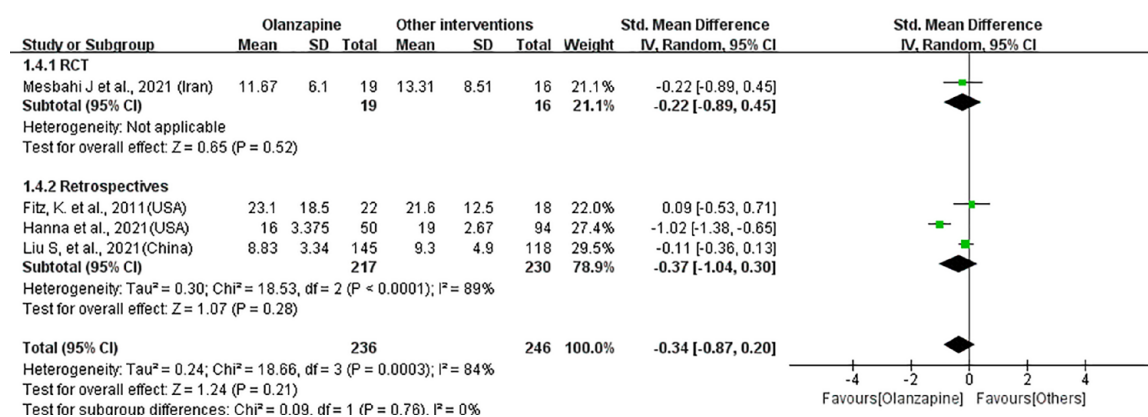 Olanzapine Other interventions Std. Mean Difference Std. Mean Difference
Study or Subgroup Mean SD Total Mean SD Total Weight IV, Random, 95% CI IV, Random, 95% CI
1.4.1 RCT
Mesbahi J et al., 2021 (Iran) 11.67 6.1 19 13.31 8.51 16 21.1% -0.22 [-0.89, 0.45]
Subtotal (95% CI) 19 16 21.1% -0.22 [-0.89, 0.45]
Heterogeneity: Not applicable
Test for overall effect: Z = 0.65 (P = 0.52)
1.4.2 Retrospectives
Fitz, K. et al., 2011(USA) 23.1 18.5 22 21.6 12.5 18 22.0% 0.09 [-0.53, 0.71]
Hanna et al., 2021(USA) 16 3.375 50 19 2.67 94 27.4% -1.02 [-1.38, -0.65]
Liu S, et al., 2021(China) 8.83 3.34 145 9.3 4.9 118 29.5% -0.11 [-0.36, 0.13]
Subtotal (95% CI) 217 230 78.9% -0.37 [-1.04, 0.30]
Heterogeneity: Tau² = 0.30; Chi² = 18.53, df = 2 (P < 0.0001); I² = 89%
Test for overall effect: Z = 1.07 (P = 0.28)
Total (95% CI) 236 246 100.0% -0.34 [-0.87, 0.20]
Heterogeneity: Tau² = 0.24; Chi² = 18.66, df = 3 (P = 0.0003); I² = 84%
Test for overall effect: Z = 1.24 (P = 0.21)
Test for subgroup differences: Chi² = 0.09, df = 1 (P = 0.76), I² = 0%
-4 -2 0 2 4
Favours[Olanzapine] Favours[Others]